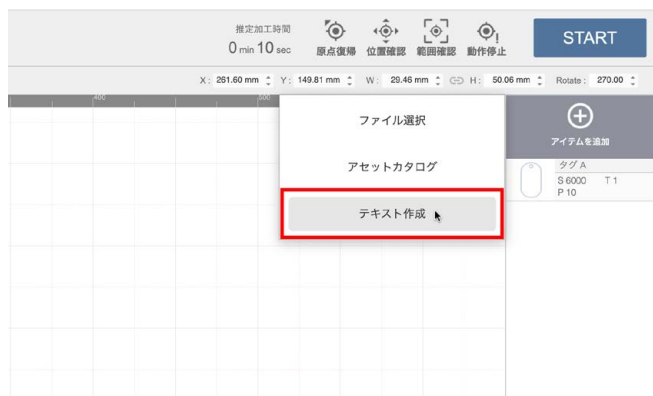 推定加工時間
0 min 10 sec
原点復帰 位置確認 範囲確認 動作停止
START
X : 261.60 mm Y : 149.81 mm W : 29.46 mm H : 50.06 mm Rotate : 270.00
400 500
ファイル選択
アセットカタログ
テキスト作成
アイテムを追加
タグ A
S 6000 T 1
P 10